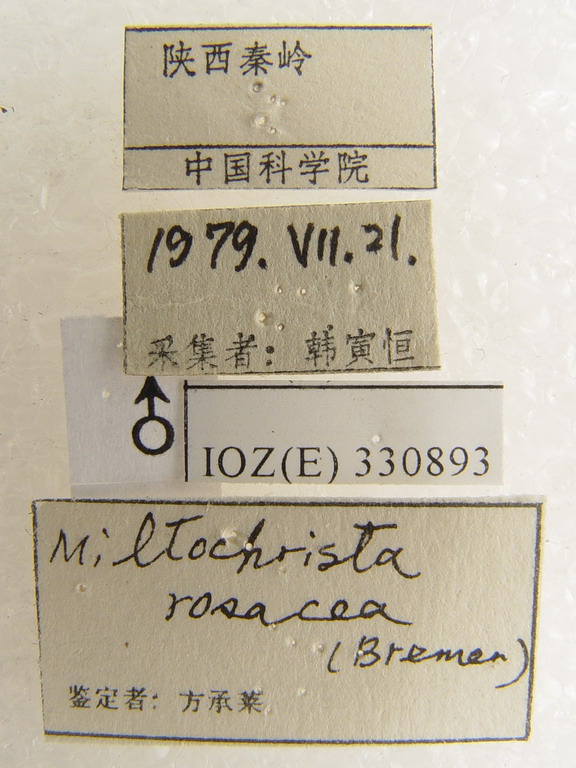 陕西秦岭
中国科学院
1979. VII. 21.
采集者: 韩寅恒
♂
IOZ(E) 330893
Miltochrista
rosacea
(Bremer)
鉴定者: 方承莱